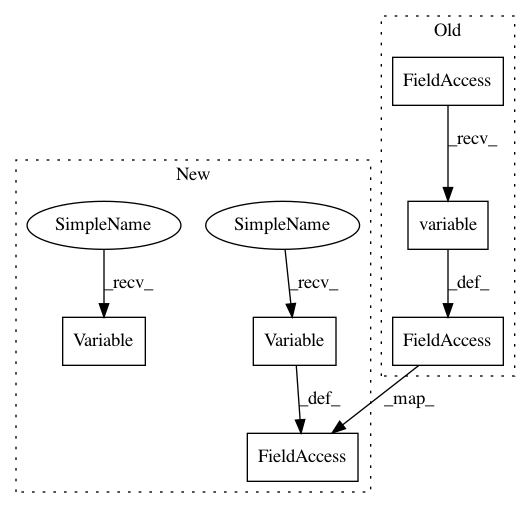 Old
FieldAccess
_recv_
New
SimpleName
SimpleName
variable
_recv_
_recv_
_def_
Variable
Variable
FieldAccess
_def_
_map_
FieldAccess